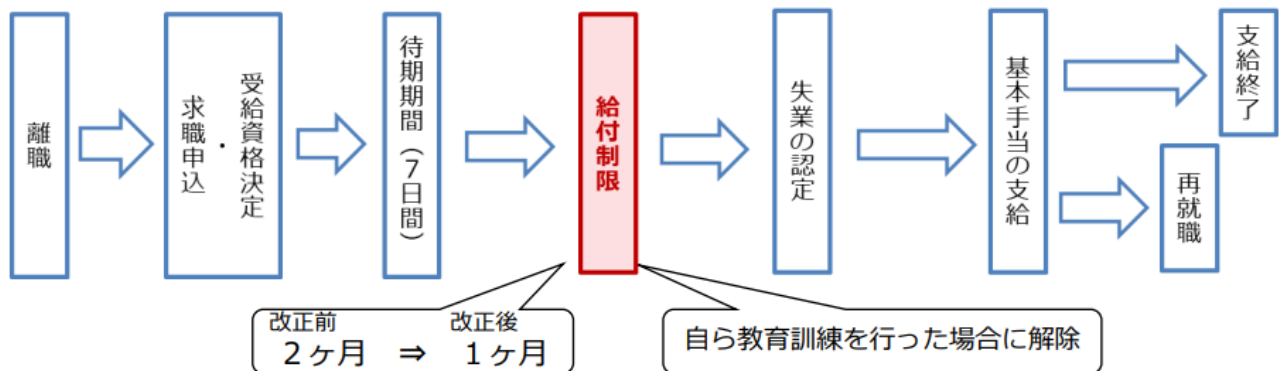 離職
受給資格決定
・
求職申込
待期期間（７日間）
給付制限
失業の認定
基本手当の支給
支給終了
再就職
改正前 改正後
２ヶ月 ⇒ １ヶ月
自ら教育訓練を行った場合に解除